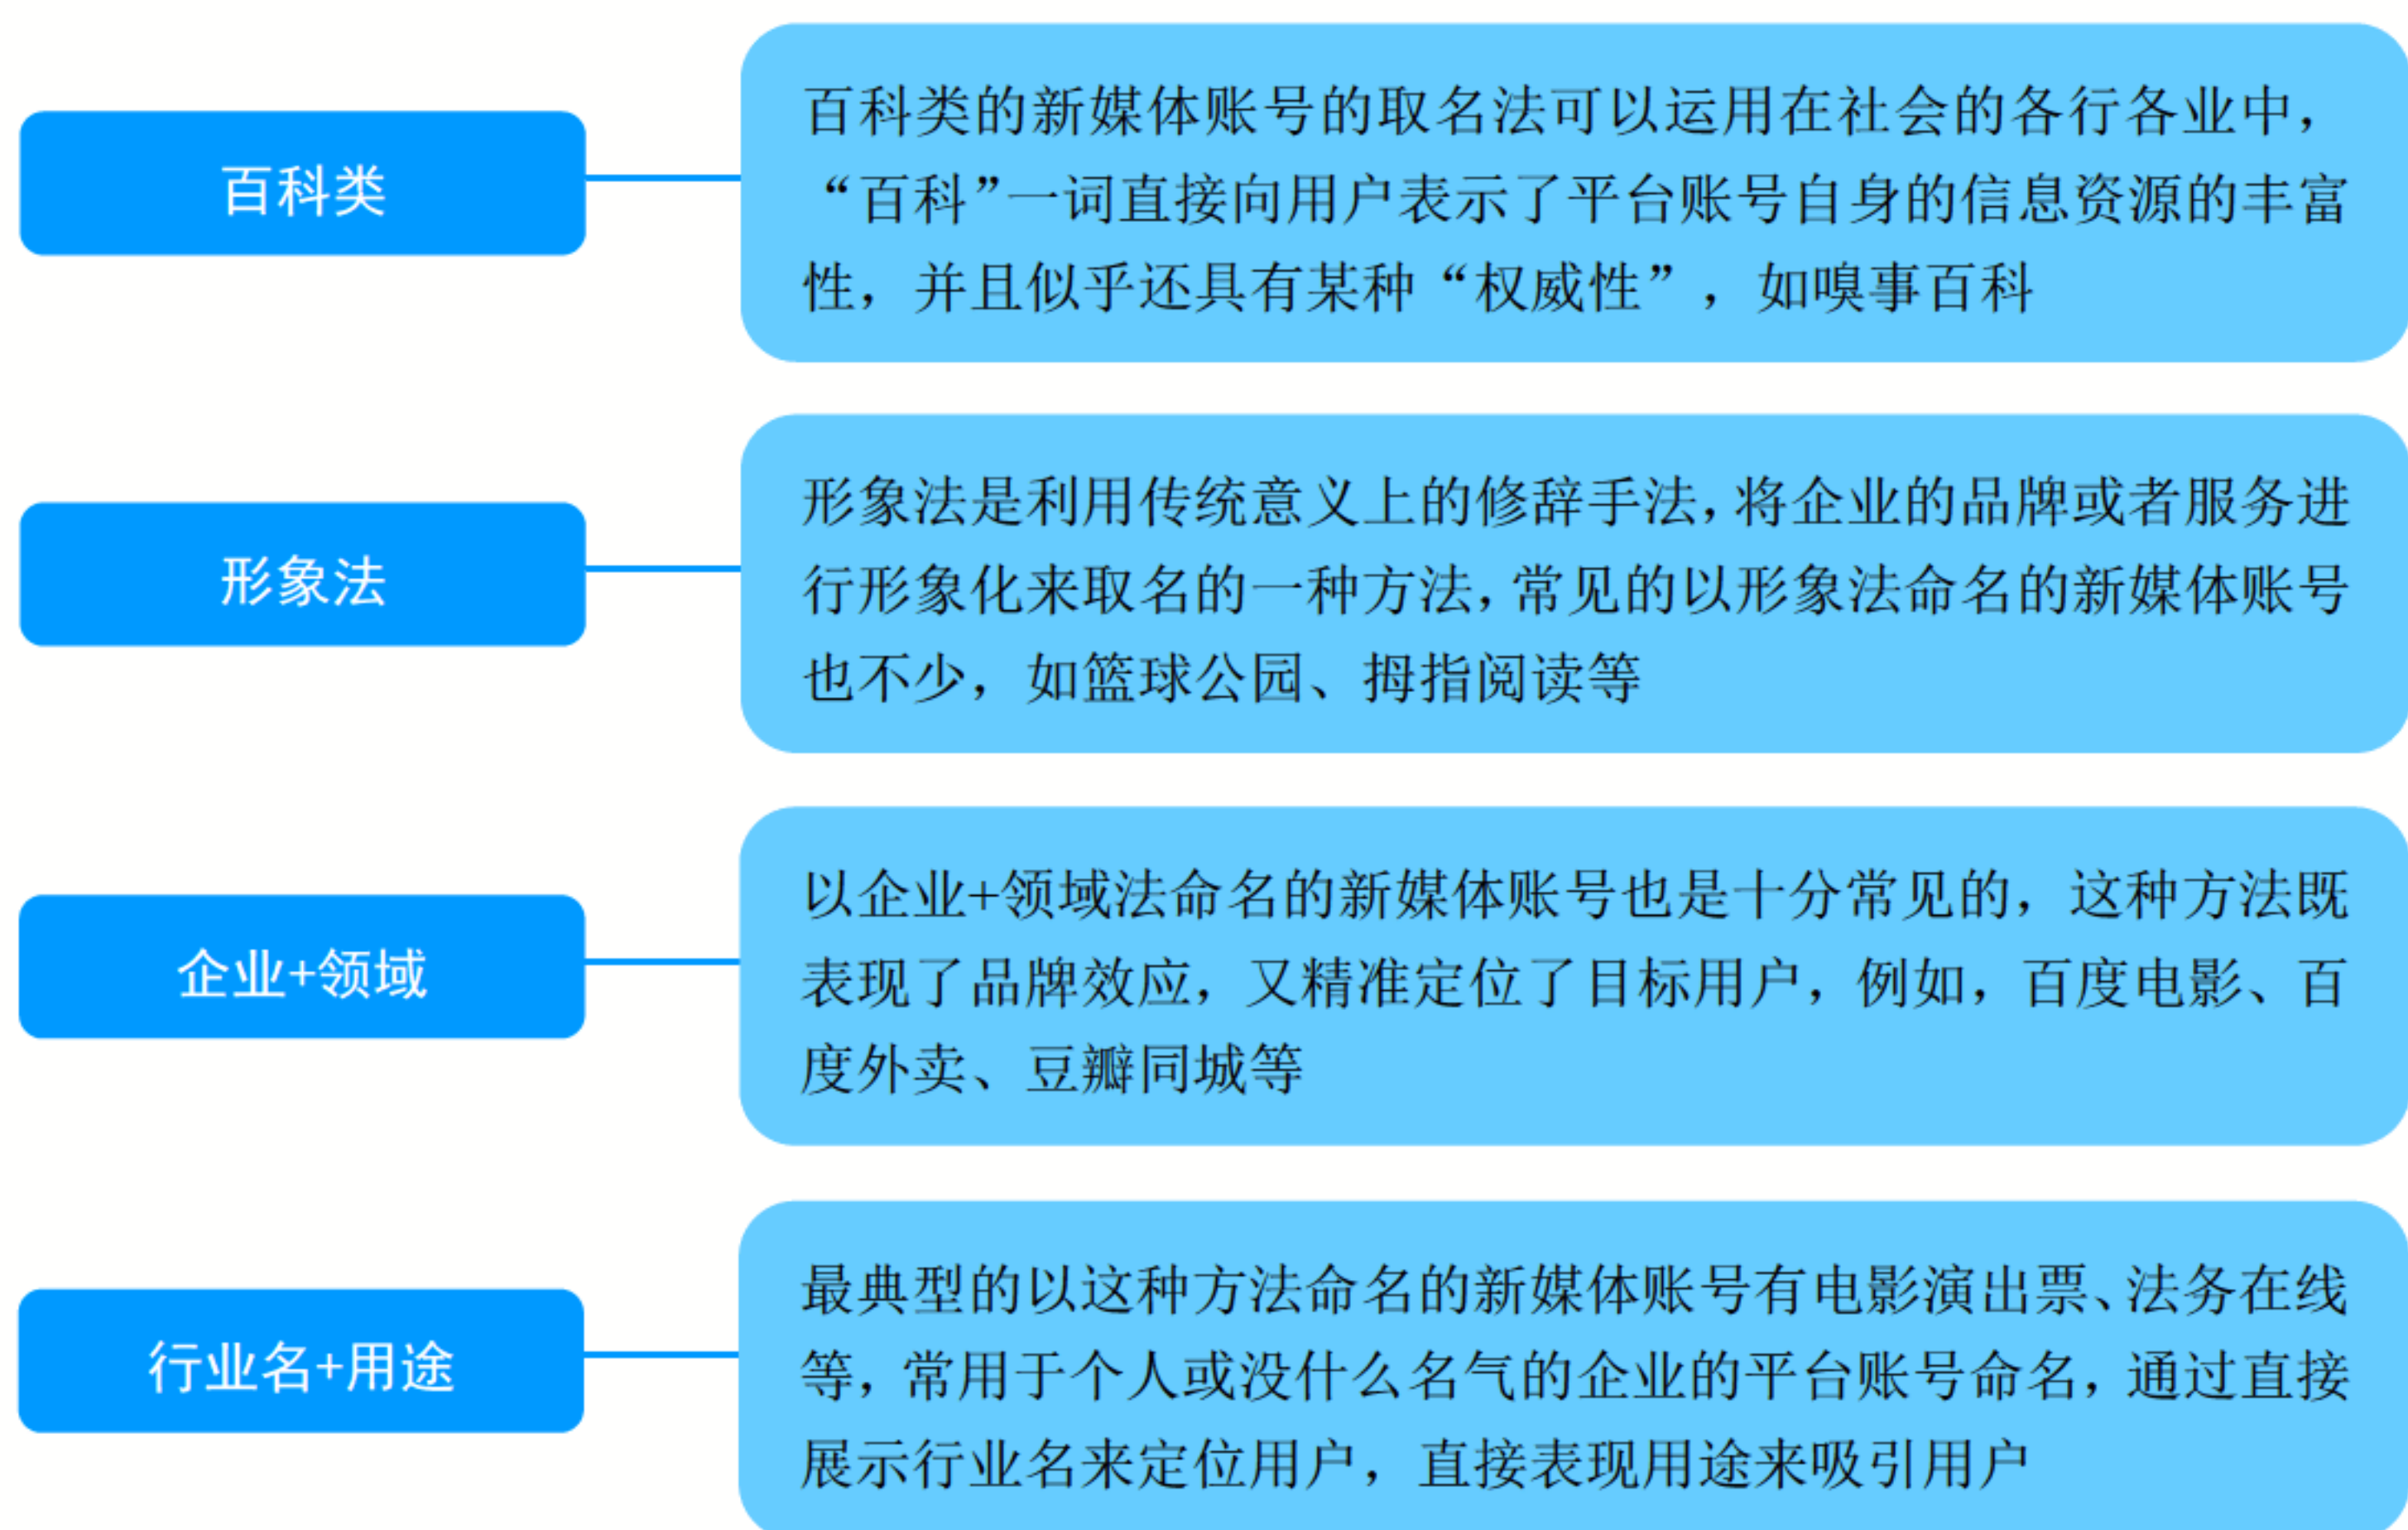 百科类
百科类的新媒体账号的取名法可以运用在社会的各行各业中，
“百科”一词直接向用户表示了平台账号自身的信息资源的丰富
性，并且似乎还具有某种“权威性”，如嗅事百科
形象法
形象法是利用传统意义上的修辞手法，将企业的品牌或者服务进
行形象化来取名的一种方法，常见的以形象法命名的新媒体账号
也不少，如篮球公园、拇指阅读等
企业+领域
以企业+领域法命名的新媒体账号也是十分常见的，这种方法既
表现了品牌效应，又精准定位了目标用户，例如，百度电影、百
度外卖、豆瓣同城等
行业名+用途
最典型的以这种方法命名的新媒体账号有电影演出票、法务在线
等，常用于个人或没什么名气的企业的平台账号命名，通过直接
展示行业名来定位用户，直接表现用途来吸引用户